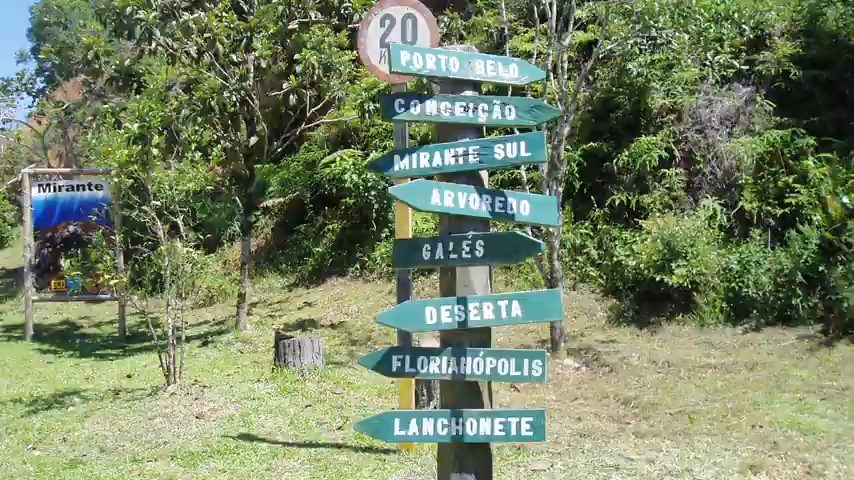 20
PORTO BELO
CONCEIÇÃO
MIRANTE SUL
ARVOREDO
GALÉS
DESERTA
FLORIANÓPOLIS
LANCHONETE
Mirante